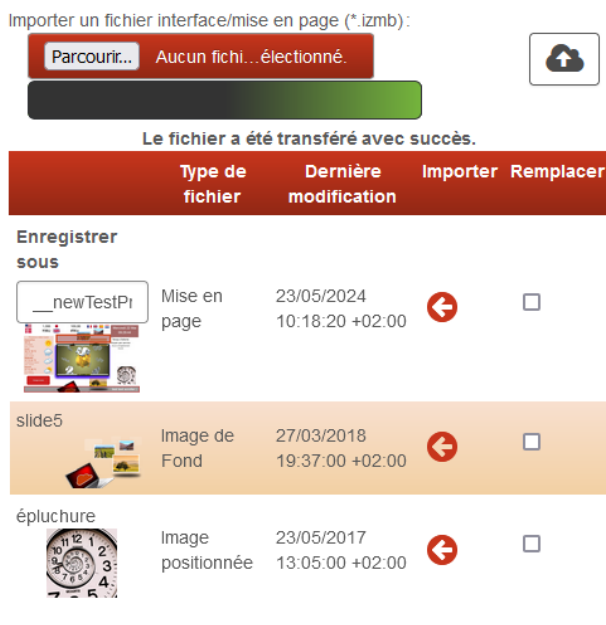 Importer un fichier interface/mise en page (*.izmb) :
Parcourir... Aucun fichi...électionné.
Le fichier a été transféré avec succès.
Type de fichier Dernière modification Importer Remplacer
Enregistrer sous
__newTestPr
Mise en page
23/05/2024 10:18:20 +02:00
slide5
Image de Fond
27/03/2018 19:37:00 +02:00
épluchure
Image positionnée
23/05/2017 13:05:00 +02:00